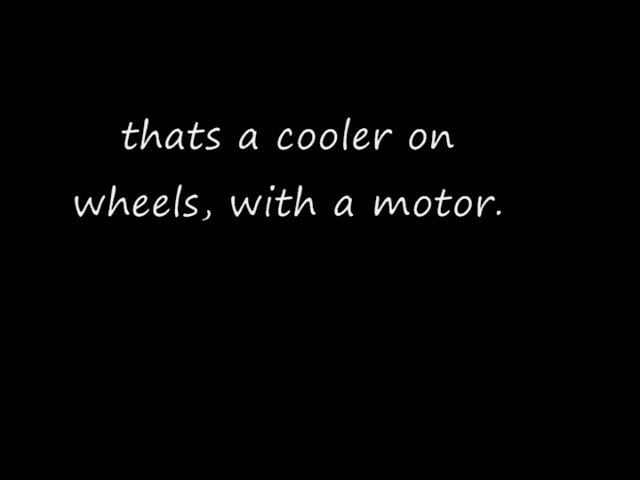 thats a cooler on
wheels, with a motor.